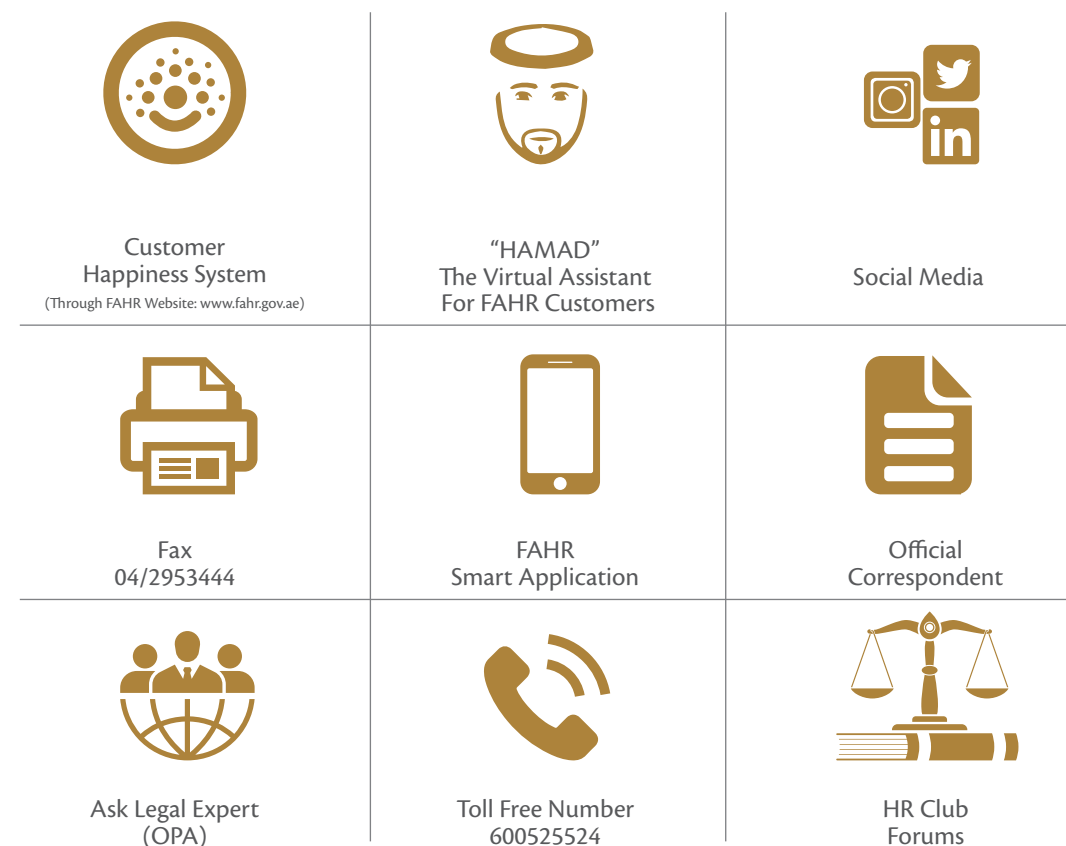 Customer
Happiness System
(Through FAHR Website: www.fahr.gov.ae)
“HAMAD”
The Virtual Assistant
For FAHR Customers
in
Social Media
Fax
04/2953444
FAHR
Smart Application
Official
Correspondent
Ask Legal Expert
(OPA)
Toll Free Number
600525524
HR Club
Forums